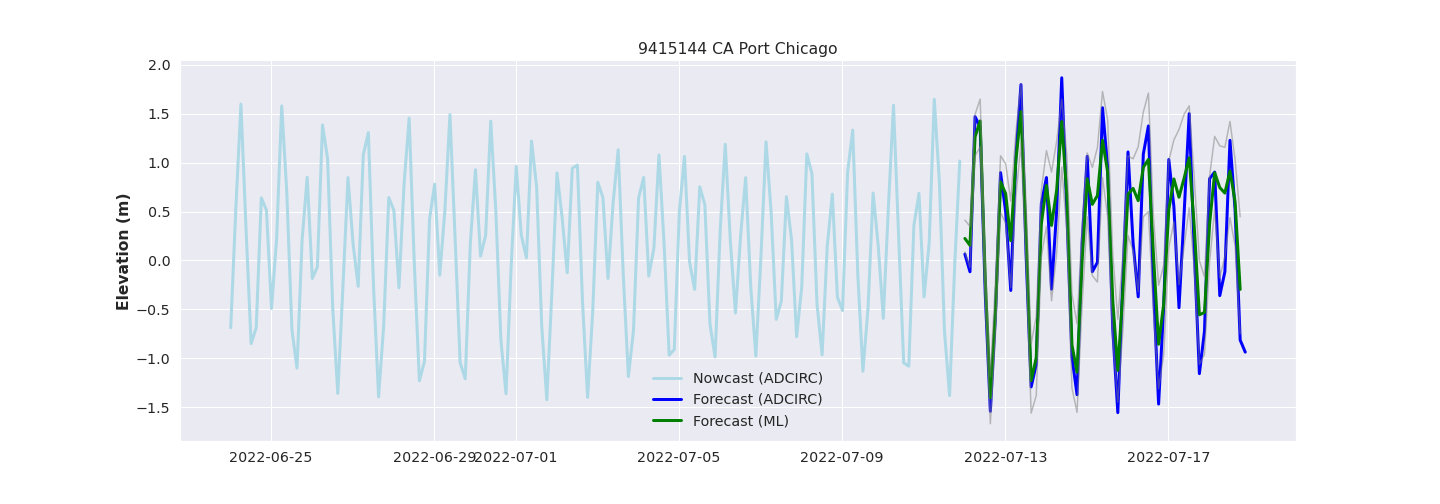 9415144 CA Port Chicago
Elevation (m)
2.0
1.5
1.0
0.5
0.0
−0.5
−1.0
−1.5
Nowcast (ADCIRC)
Forecast (ADCIRC)
Forecast (ML)
2022-06-25 2022-06-29 2022-07-01 2022-07-05 2022-07-09 2022-07-13 2022-07-17